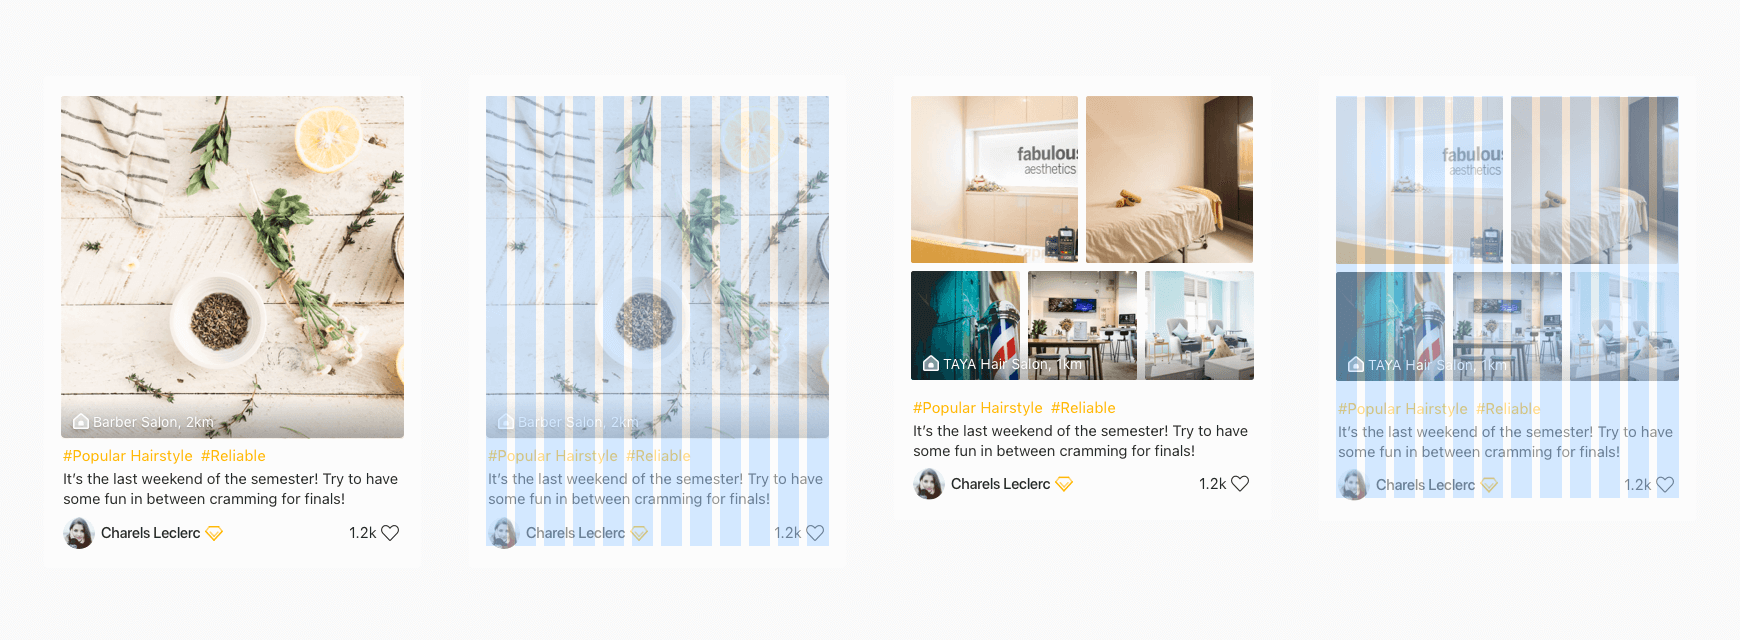 Barber Salon, 2km
#Popular Hairstyle #Reliable
It's the last weekend of the semester! Try to have
some fun in between cramming for finals!
Charels Leclerc 1.2k
Barber Salon, 2km
#Popular Hairstyle #Reliable
It's the last weekend of the semester! Try to have
some fun in between cramming for finals!
Charels Leclerc 1.2k
fabulous
aesthetics
TAYA Hair Salon, 1km
#Popular Hairstyle #Reliable
It's the last weekend of the semester! Try to have
some fun in between cramming for finals!
Charels Leclerc 1.2k
fabulous
aesthetics
TAYA Hair Salon, 1km
#Popular Hairstyle #Reliable
It's the last weekend of the semester! Try to have
some fun in between cramming for finals!
Charels Leclerc 1.2k